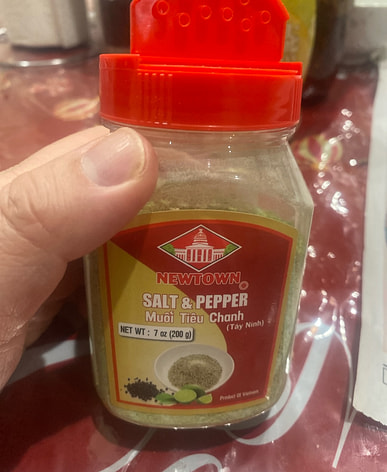 NEWTOWN
SALT & PEPPER
Muối Tiêu Chanh
(Tây Ninh)
NET WT : 7 oz (200 g)
Product of Vietnam